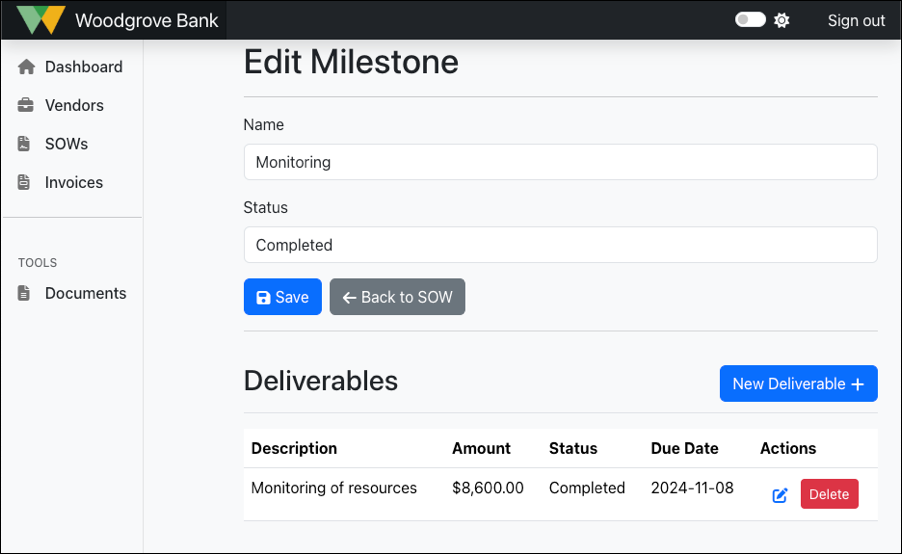 Woodgrove Bank
Sign out
Dashboard
Vendors
SOWs
Invoices
TOOLS
Documents
Edit Milestone
Name
Monitoring
Status
Completed
Save
Back to SOW
Deliverables
New Deliverable
Description Amount Status Due Date Actions
Monitoring of resources $8,600.00 Completed 2024-11-08 Delete